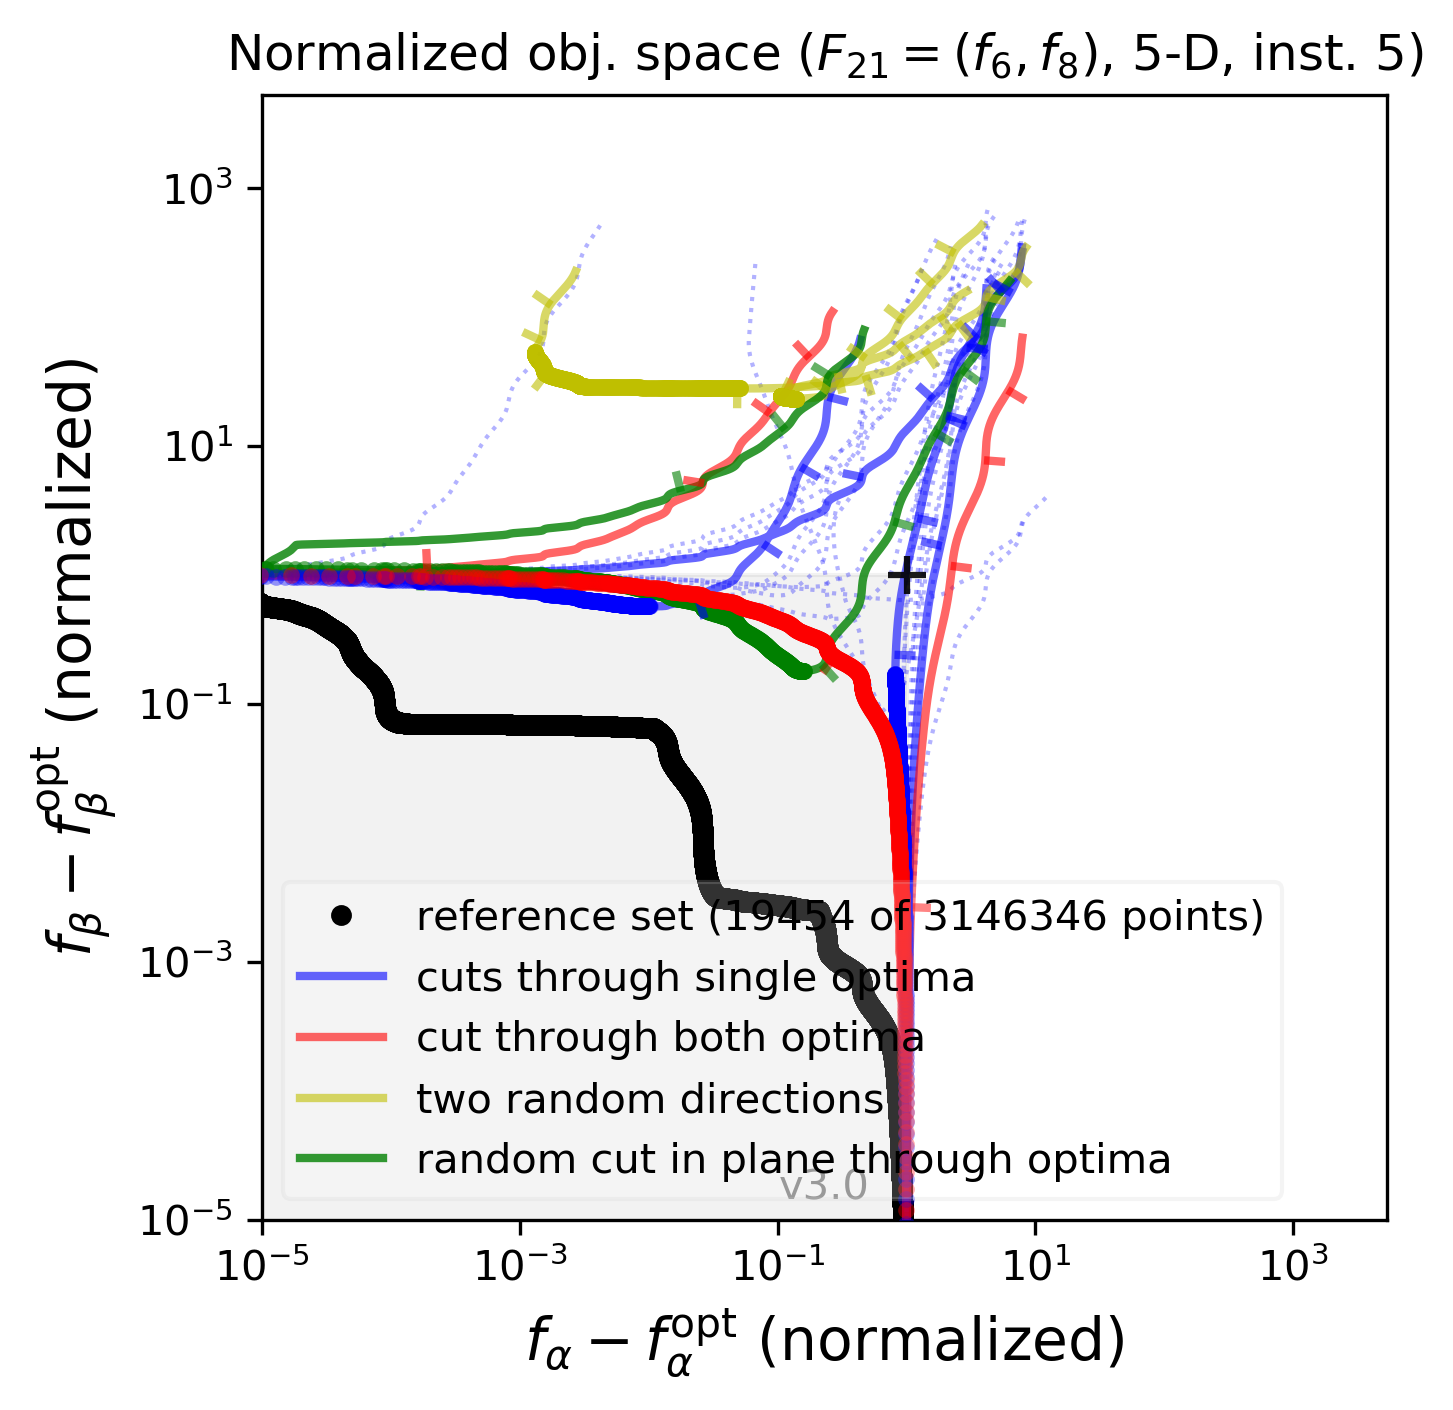 Normalized obj. space (F₂₁ = (f₆, f₈), 5-D, inst. 5)
f_β − f_β^opt (normalized)
10³
10¹
10⁻¹
10⁻³
10⁻⁵
reference set (19454 of 3146346 points)
cuts through single optima
cut through both optima
two random directions
random cut in plane through optima
v3.0
10⁻⁵ 10⁻³ 10⁻¹ 10¹ 10³
f_α − f_α^opt (normalized)